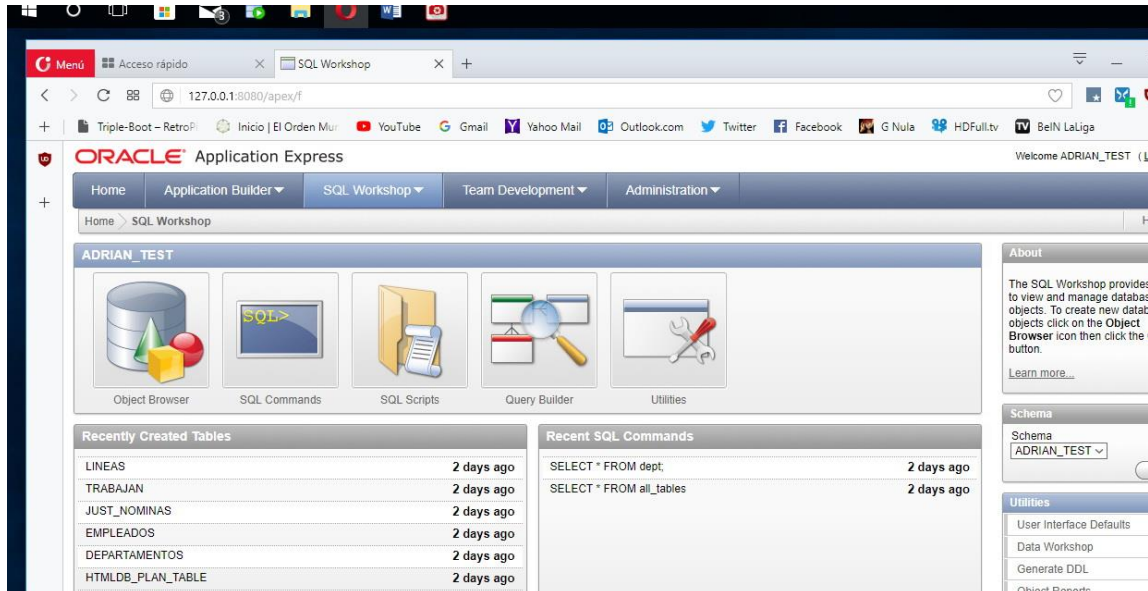 3
Menú Acceso rápido SQL Workshop
127.0.0.1:8080/apex/f
Triple-Boot – RetroPi Inicio | El Orden Mun YouTube Gmail Yahoo Mail Outlook.com Twitter Facebook G Nula HDFull.tv BeIN LaLiga
ORACLE Application Express
Welcome ADRIAN_TEST
Home Application Builder SQL Workshop Team Development Administration
Home SQL Workshop
ADRIAN_TEST
SQL>
Object Browser SQL Commands SQL Scripts Query Builder Utilities
Recently Created Tables
LINEAS 2 days ago
TRABAJAN 2 days ago
JUST_NOMINAS 2 days ago
EMPLEADOS 2 days ago
DEPARTAMENTOS 2 days ago
HTMLDB_PLAN_TABLE 2 days ago
Recent SQL Commands
SELECT * FROM dept; 2 days ago
SELECT * FROM all_tables 2 days ago
About
The SQL Workshop provides
to view and manage databas
objects. To create new datab
objects click on the Object
Browser icon then click the
button.
Learn more...
Schema
Schema
ADRIAN_TEST
Utilities
User Interface Defaults
Data Workshop
Generate DDL
Object Reports